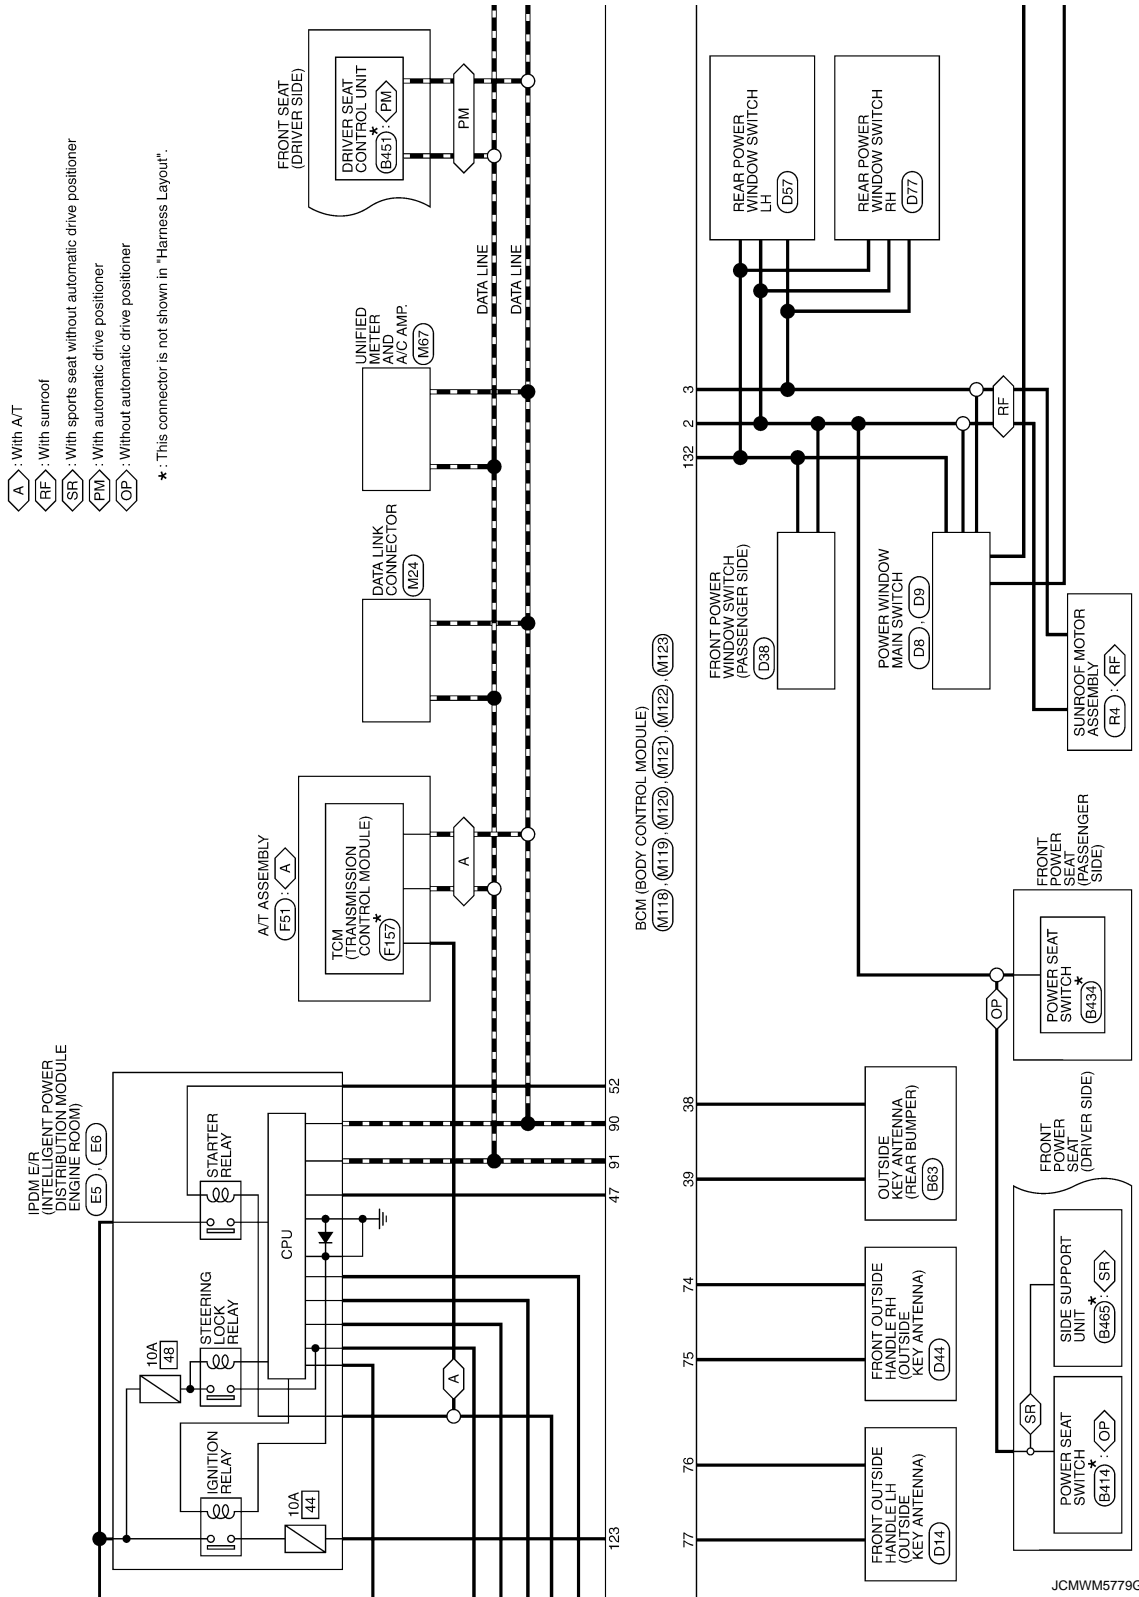 A : With A/T
RF : With sunroof
SR : With sports seat without automatic drive positioner
PM : With automatic drive positioner
OP : Without automatic drive positioner
* : This connector is not shown in "Harness Layout".
IPDM E/R
(INTELLIGENT POWER
DISTRIBUTION MODULE
ENGINE ROOM)
E5 , E6
IGNITION
RELAY
10A
44
10A
48
STEERING
LOCK
RELAY
STARTER
RELAY
CPU
A
A/T ASSEMBLY
F51 : A
TCM
(TRANSMISSION
CONTROL MODULE)
*
F157
A
DATA LINK
CONNECTOR
M24
UNIFIED
METER
AND
A/C AMP.
M67
DATA LINE
DATA LINE
FRONT SEAT
(DRIVER SIDE)
DRIVER SEAT
CONTROL UNIT
*
B451 : PM
PM
123
47
91
90
52
BCM (BODY CONTROL MODULE)
M118 , M119 , M120 , M121 , M122 , M123
77
76
75
74
39
38
132
2
3
FRONT OUTSIDE
HANDLE LH
(OUTSIDE
KEY ANTENNA)
D14
FRONT OUTSIDE
HANDLE RH
(OUTSIDE
KEY ANTENNA)
D44
OUTSIDE
KEY ANTENNA
(REAR BUMPER)
B63
FRONT POWER
WINDOW SWITCH
(PASSENGER SIDE)
D38
POWER WINDOW
MAIN SWITCH
D8 , D9
REAR POWER
WINDOW SWITCH
LH
D57
REAR POWER
WINDOW SWITCH
RH
D77
RF
SUNROOF MOTOR
ASSEMBLY
R4 : RF
FRONT
POWER
SEAT
(DRIVER SIDE)
POWER SEAT
SWITCH
*
B414 : OP
SR
SIDE SUPPORT
UNIT
*
B465 : SR
OP
FRONT
POWER
SEAT
(PASSENGER
SIDE)
POWER SEAT
SWITCH
*
B434
JCMWM5779G